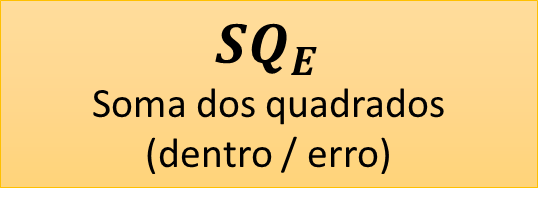 SQ_E
Soma dos quadrados
(dentro / erro)